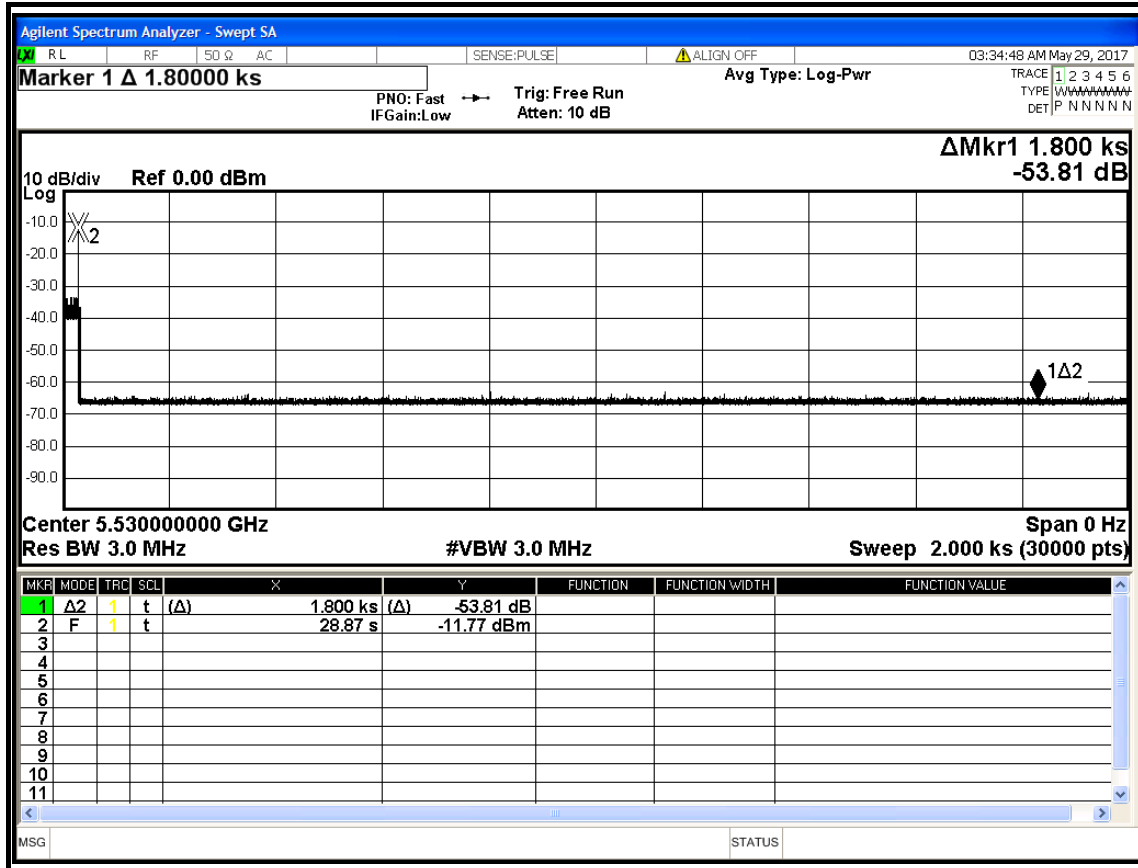 Agilent Spectrum Analyzer - Swept SA
LXI RL RF 50 Ω AC SENSE:PULSE ALIGN OFF 03:34:48 AM May 29, 2017
Marker 1 Δ 1.80000 ks
PNO: Fast
IFGain:Low
Trig: Free Run
Atten: 10 dB
Avg Type: Log-Pwr
TRACE 1 2 3 4 5 6
TYPE WWWWWW
DET P N N N N N
ΔMkr1 1.800 ks
-53.81 dB
10 dB/div Ref 0.00 dBm
Log
-10.0
-20.0
-30.0
-40.0
-50.0
-60.0
-70.0
-80.0
-90.0
2
1Δ2
Center 5.530000000 GHz Span 0 Hz
Res BW 3.0 MHz #VBW 3.0 MHz Sweep 2.000 ks (30000 pts)
MKR MODE TRC SCL X Y FUNCTION FUNCTION WIDTH FUNCTION VALUE
1 Δ2 1 t (Δ) 1.800 ks (Δ) -53.81 dB
2 F 1 t 28.87 s -11.77 dBm
3
4
5
6
7
8
9
10
11
MSG STATUS